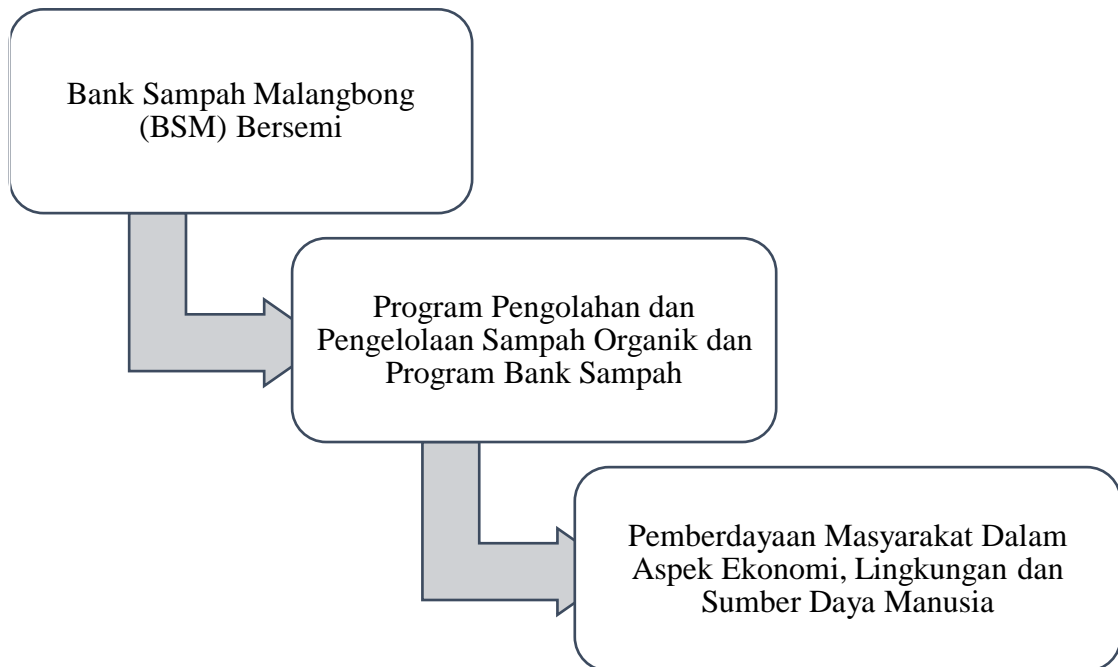 Bank Sampah Malangbong
(BSM) Bersemi
Program Pengolahan dan
Pengelolaan Sampah Organik dan
Program Bank Sampah
Pemberdayaan Masyarakat Dalam
Aspek Ekonomi, Lingkungan dan
Sumber Daya Manusia